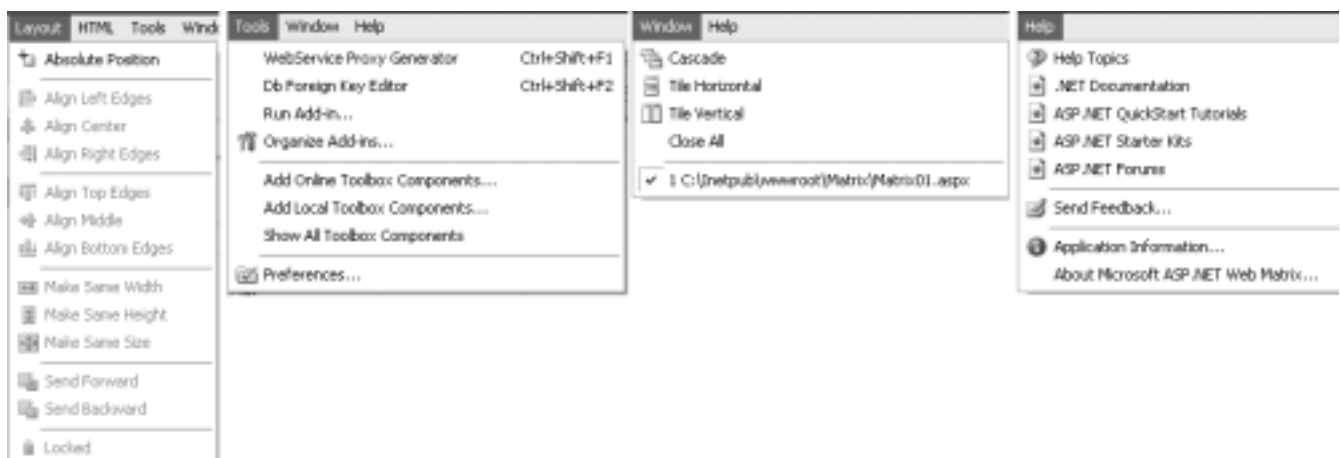 Layout HTML Tools Wind
Absolute Position
Align Left Edges
Align Center
Align Right Edges
Align Top Edges
Align Middle
Align Bottom Edges
Make Same Width
Make Same Height
Make Same Size
Send Forward
Send Backward
Locked
Tools Window Help
WebService Proxy Generator Ctrl+Shift+F1
Db Foreign Key Editor Ctrl+Shift+F2
Run Add-in...
Organize Add-ins...
Add Online Toolbox Components...
Add Local Toolbox Components...
Show All Toolbox Components
Preferences...
Window Help
Cascade
Tile Horizontal
Tile Vertical
Close All
1 C:\Inetpub\wwwroot\Matrix\Matrix01.aspx
Help
Help Topics
.NET Documentation
ASP.NET QuickStart Tutorials
ASP.NET Starter Kits
ASP.NET Forums
Send Feedback...
Application Information...
About Microsoft ASP.NET Web Matrix...